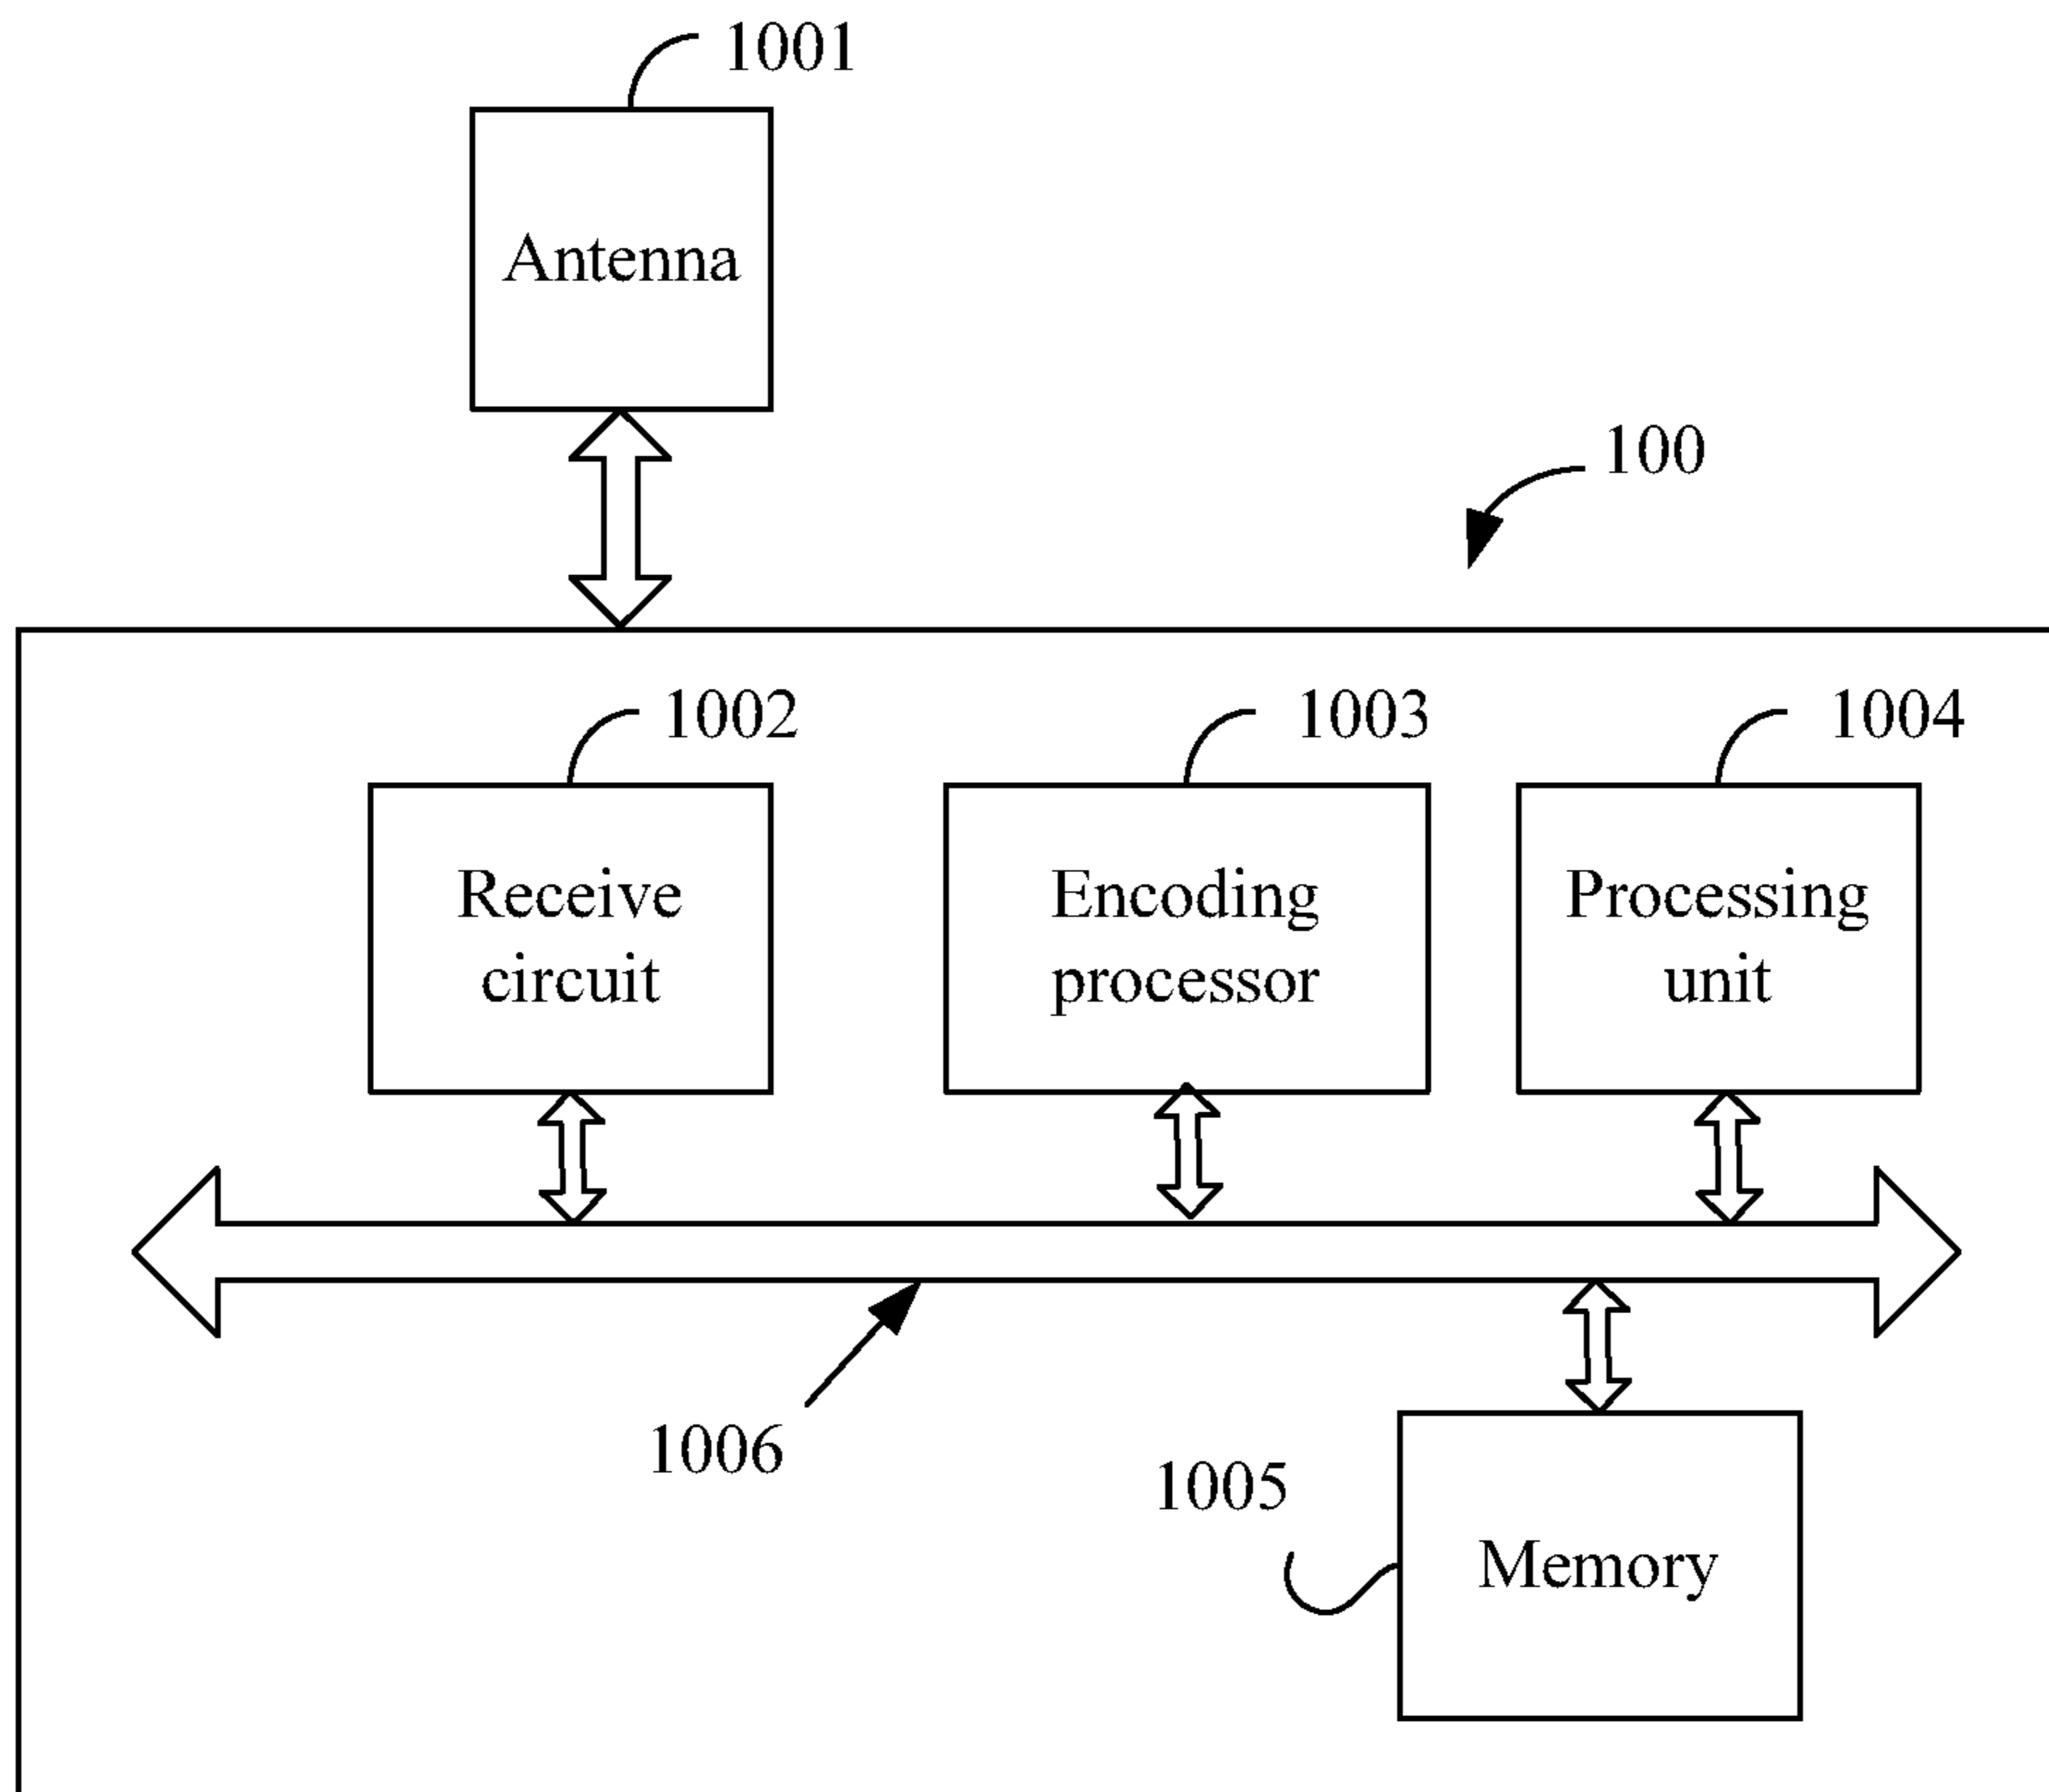 1001
Antenna
100
1002
1003
1004
Receive
circuit
Encoding
processor
Processing
unit
1006
1005
Memory